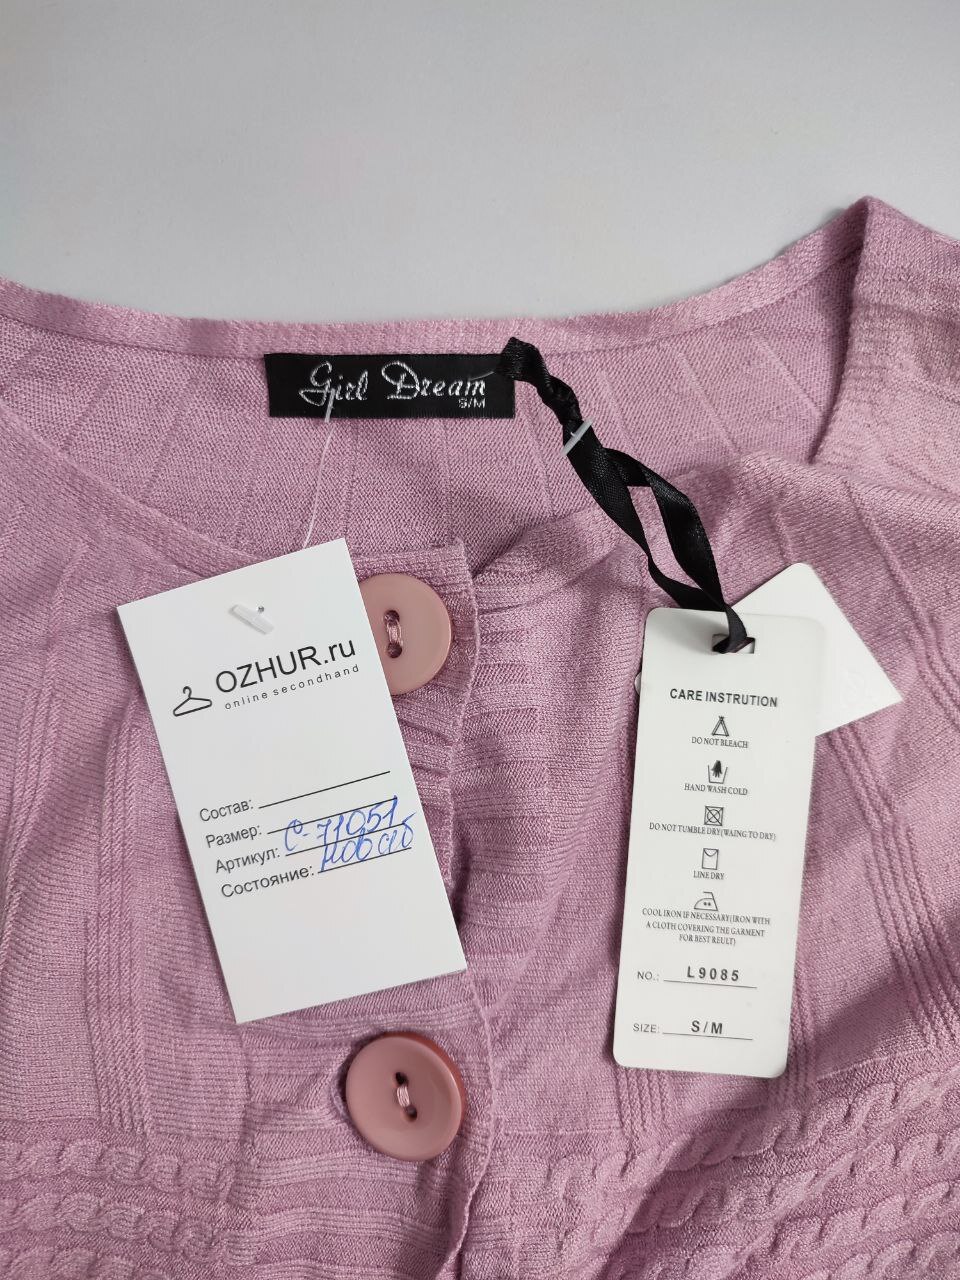 Girl Dream
S/M
OZHUR.ru
online secondhand
Состав:
Размер:
Артикул: О-71051
Состояние: нов сиб
CARE INSTRUTION
DO NOT BLEACH
HAND WASH COLD
DO NOT TUMBLE DRY(WAING TO DRY)
LINE DRY
COOL IRON IF NECESSARY(IRON WITH
A CLOTH COVERING THE GARMENT
FOR BEST REULT)
NO.: L9085
SIZE: S/M